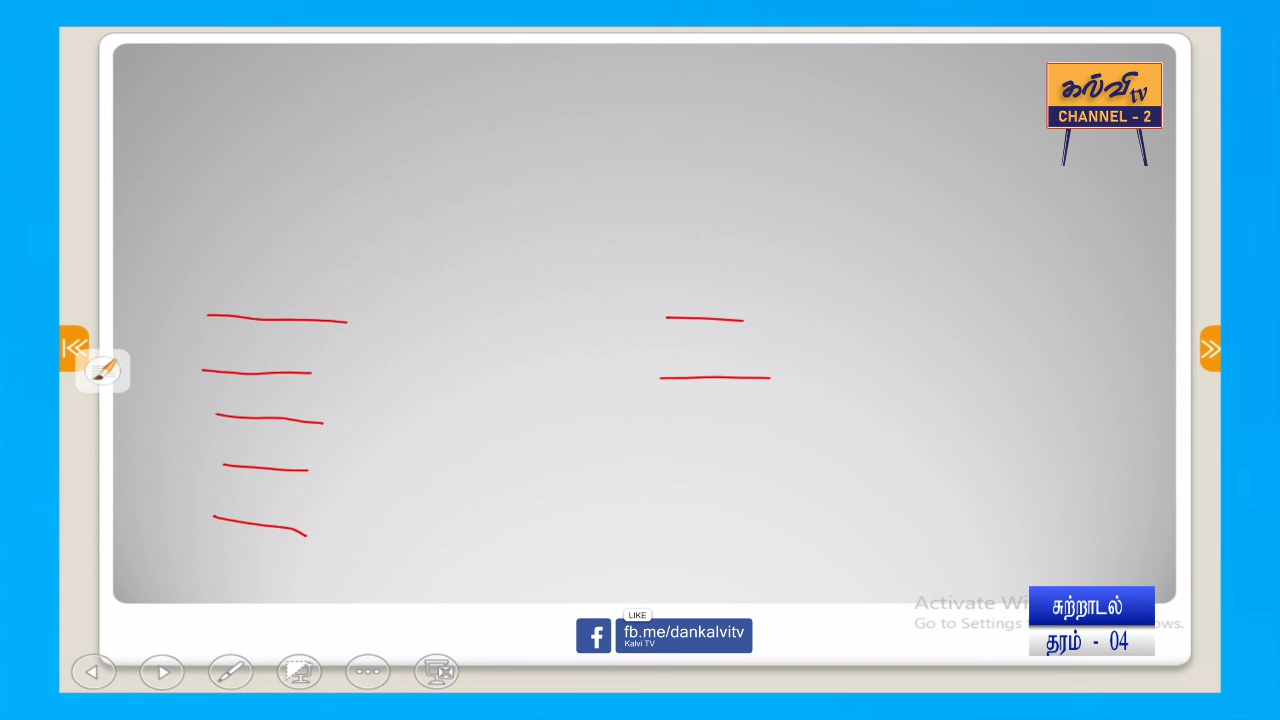 கல்வி tv
CHANNEL - 2
Activate Wi
Go to Settings
ows.
சுற்றாடல்
தரம் - 04
LIKE
f
fb.me/dankalvitv
Kalvi TV